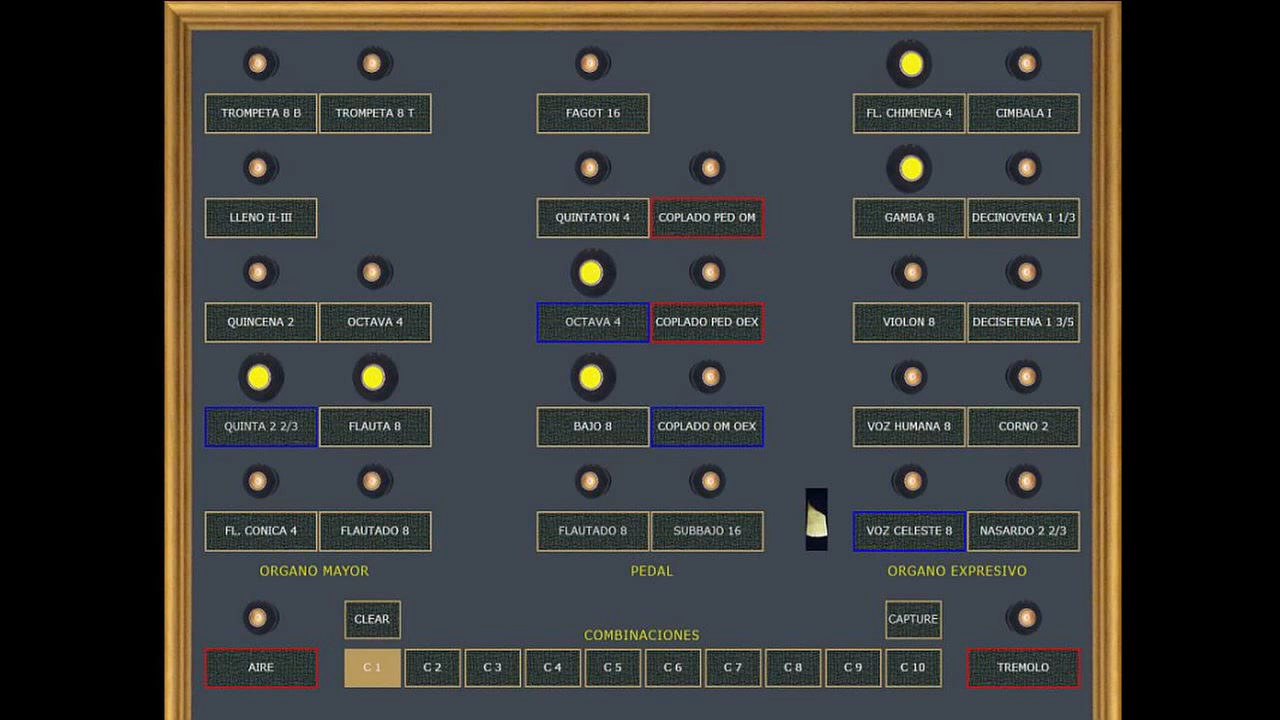 TROMPETA 8 B TROMPETA 8 T FAGOT 16 FL. CHIMENEA 4 CIMBALA I
LLENO II-III QUINTATON 4 COPLADO PED OM GAMBA 8 DECINOVENA 1 1/3
QUINCENA 2 OCTAVA 4 OCTAVA 4 COPLADO PED OEX VIOLON 8 DECISETENA 1 3/5
QUINTA 2 2/3 FLAUTA 8 BAJO 8 COPLADO OM OEX VOZ HUMANA 8 CORNO 2
FL. CONICA 4 FLAUTADO 8 FLAUTADO 8 SUBBAJO 16 VOZ CELESTE 8 NASARDO 2 2/3
ORGANO MAYOR PEDAL ORGANO EXPRESIVO
CLEAR CAPTURE
COMBINACIONES
AIRE C 1 C 2 C 3 C 4 C 5 C 6 C 7 C 8 C 9 C 10 TREMOLO